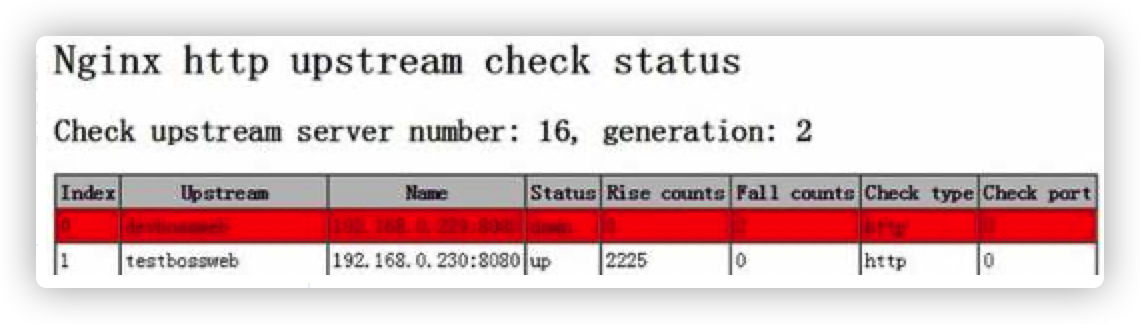 Nginx http upstream check status
Check upstream server number: 16, generation: 2
Index Upstream Name Status Rise counts Fall counts Check type Check port
0 192.168.0.229:8080 down 0 http 0
1 testbossweb 192.168.0.230:8080 up 2225 0 http 0